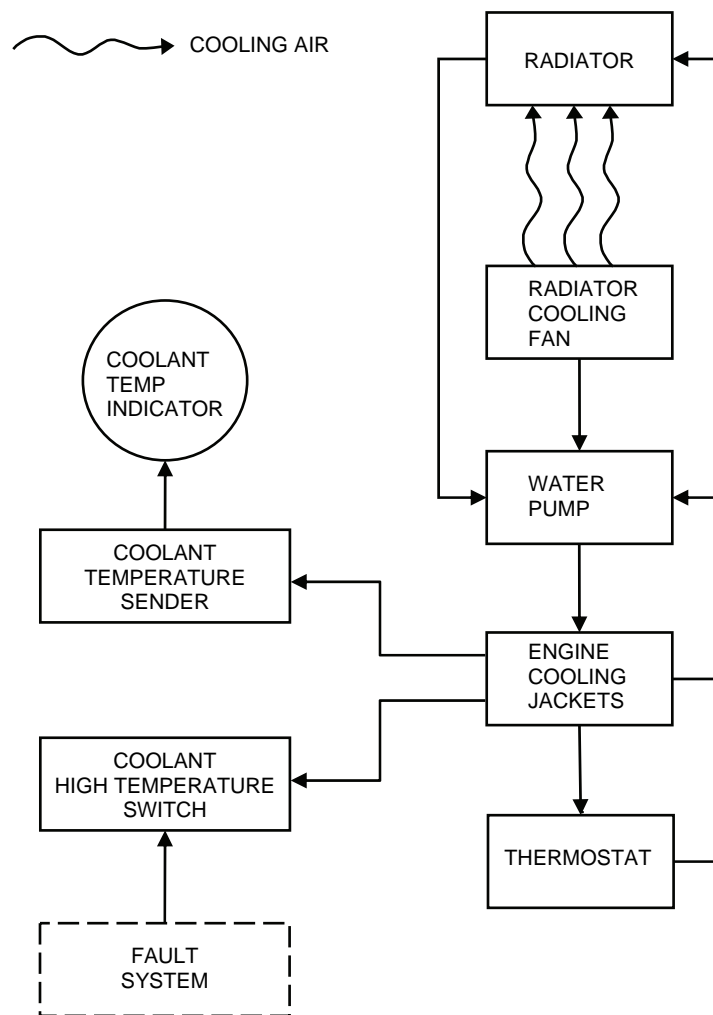 COOLING AIR
RADIATOR
RADIATOR
COOLING
FAN
COOLANT
TEMP
INDICATOR
WATER
PUMP
COOLANT
TEMPERATURE
SENDER
ENGINE
COOLING
JACKETS
COOLANT
HIGH TEMPERATURE
SWITCH
THERMOSTAT
FAULT
SYSTEM